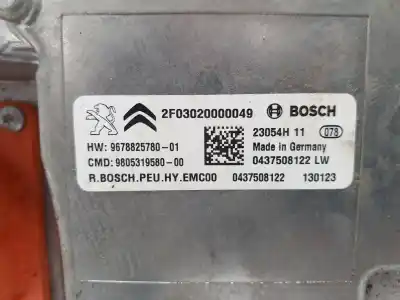 2F03020000049 BOSCH
23054H 11 078
HW: 9678825780-01 Made in Germany
CMD: 9805319580-00 0437508122 LW
R.BOSCH.PEU.HY.EMC00 0437508122 130123